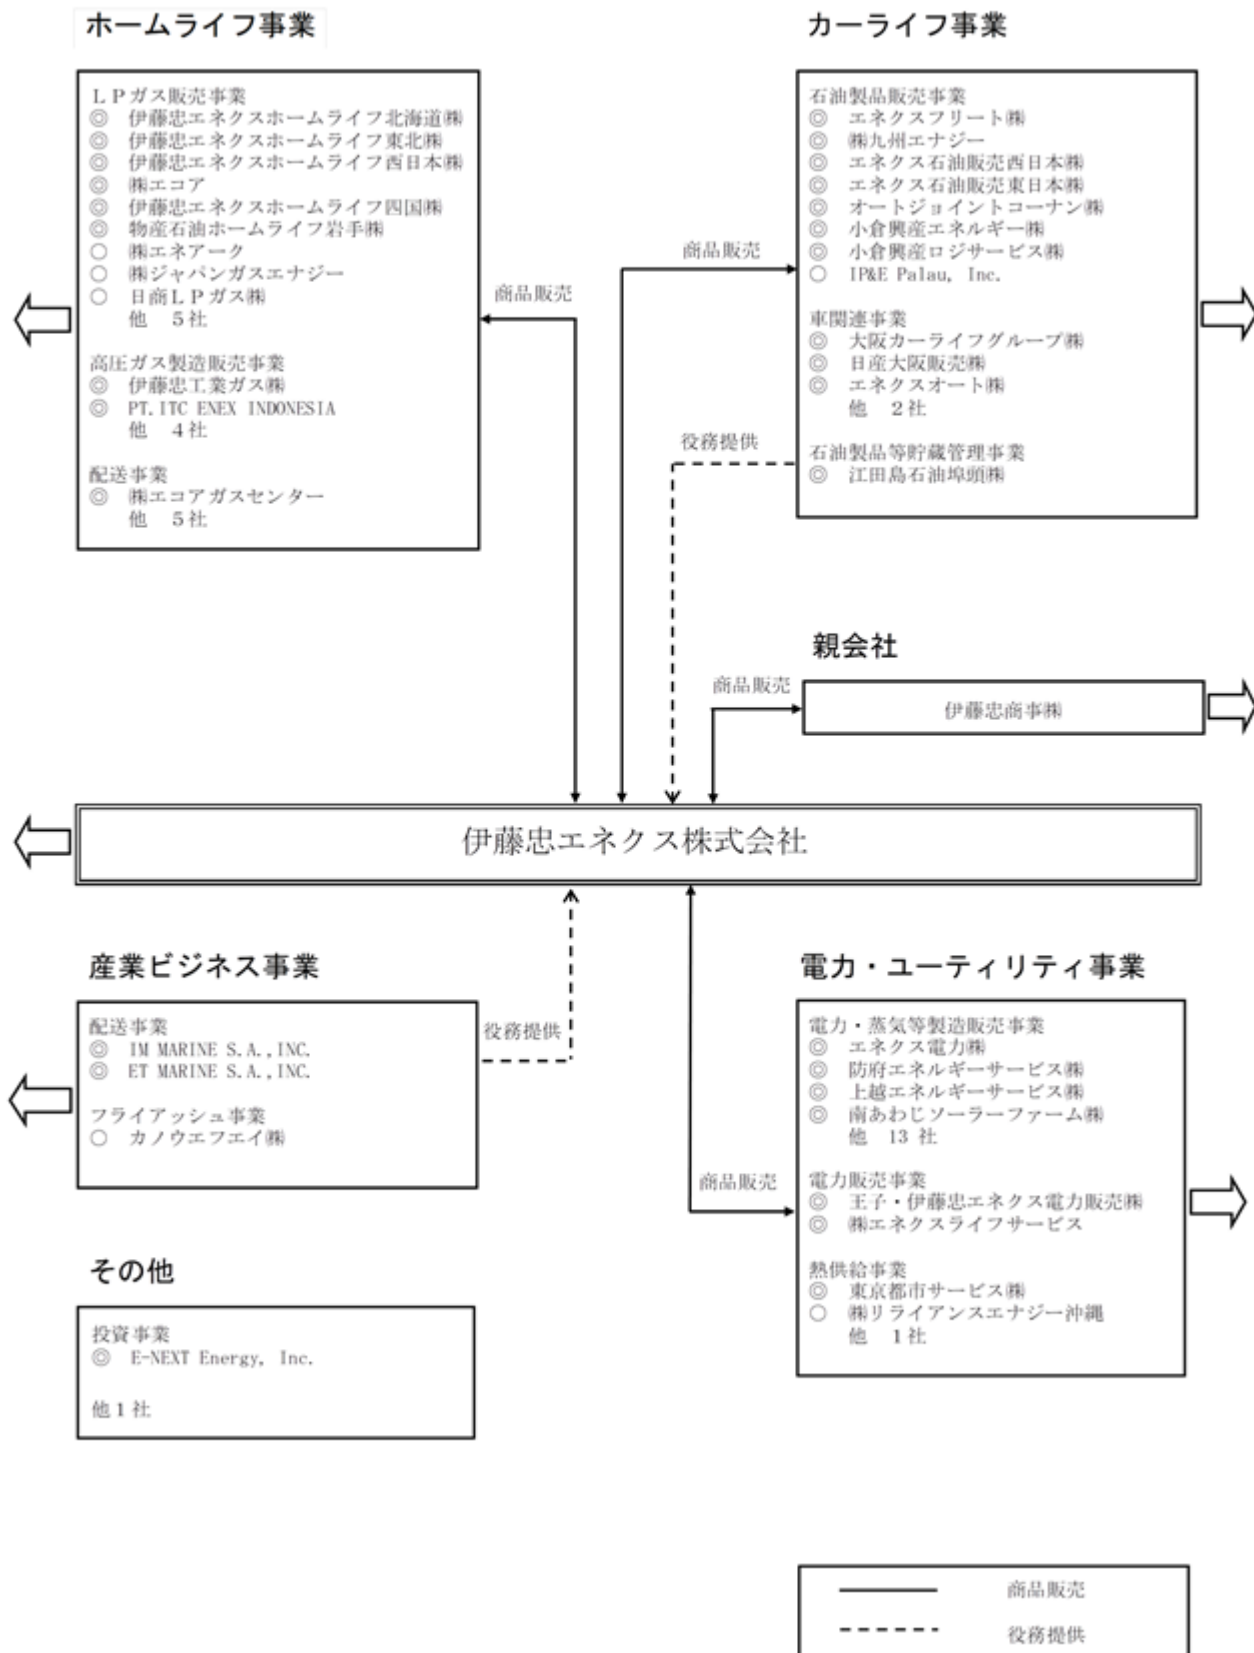 ホームライフ事業
LPガス販売事業
◎ 伊藤忠エネクスホームライフ北海道㈱
◎ 伊藤忠エネクスホームライフ東北㈱
◎ 伊藤忠エネクスホームライフ西日本㈱
◎ ㈱エコア
◎ 伊藤忠エネクスホームライフ四国㈱
◎ 物産石油ホームライフ岩手㈱
○ ㈱エネアーク
○ ㈱ジャパンガスエナジー
○ 日商LPガス㈱
他 5社
高圧ガス製造販売事業
◎ 伊藤忠工業ガス㈱
◎ PT.ITC ENEX INDONESIA
他 4社
配送事業
◎ ㈱エコアガスセンター
他 5社
商品販売
カーライフ事業
石油製品販売事業
◎ エネクスフリート㈱
◎ ㈱九州エナジー
◎ エネクス石油販売西日本㈱
◎ エネクス石油販売東日本㈱
◎ オートジョイントコーナン㈱
◎ 小倉興産エネルギー㈱
◎ 小倉興産ロジサービス㈱
○ IP&E Palau, Inc.
車関連事業
◎ 大阪カーライフグループ㈱
◎ 日産大阪販売㈱
◎ エネクスオート㈱
他 2社
石油製品等貯蔵管理事業
◎ 江田島石油埠頭㈱
商品販売
役務提供
親会社
商品販売
伊藤忠商事㈱
伊藤忠エネクス株式会社
産業ビジネス事業
配送事業
◎ IM MARINE S.A.,INC.
◎ ET MARINE S.A.,INC.
フライアッシュ事業
○ カノウエフエイ㈱
役務提供
電力・ユーティリティ事業
電力・蒸気等製造販売事業
◎ エネクス電力㈱
◎ 防府エネルギーサービス㈱
◎ 上越エネルギーサービス㈱
◎ 南あわじソーラーファーム㈱
他 13 社
電力販売事業
◎ 王子・伊藤忠エネクス電力販売㈱
◎ ㈱エネクスライフサービス
熱供給事業
◎ 東京都市サービス㈱
○ ㈱リライアンスエナジー沖縄
他 1社
商品販売
その他
投資事業
◎ E-NEXT Energy, Inc.
他1社
商品販売
役務提供